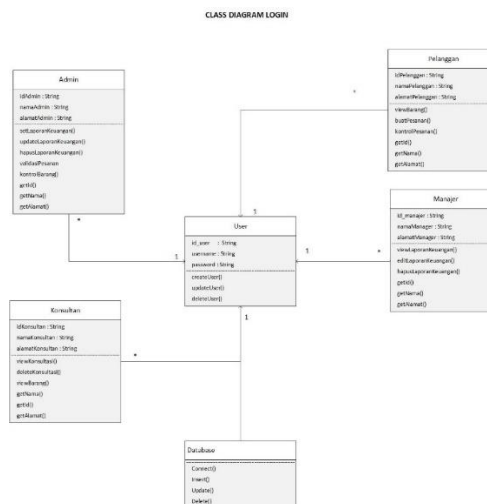 CLASS DIAGRAM LOGIN
Admin
idAdmin : String
namaAdmin : String
alamatAdmin : String
setLaporanKeuangan()
updateLaporanKeuangan()
hapusLaporanKeuangan()
validasiPesanan
kontrolBarang()
getId()
getNama()
getAlamat()
*
1
Pelanggan
idPelanggan : String
namaPelanggan : String
alamatPelanggan : String
viewBarang()
buatPesanan()
kontrolPesanan()
getId()
getNama()
getAlamat()
*
1
User
id_user : String
username : String
password : String
createUser()
updateUser()
deleteUser()
1
Manajer
id_manajer : String
namaManager : String
alamatManager : String
viewLaporanKeuangan()
editLaporanKeuangan()
hapusLaporanKeuangan()
getId()
getNama()
getAlamat()
1
*
Konsultan
idKonsultan : String
namaKonsultan : String
alamatKonsultan : String
viewKonsultasi()
deleteKonsultasi()
viewBarang()
getNama()
getId()
getAlamat()
*
Database
Connect()
Insert()
Update()
Delete()